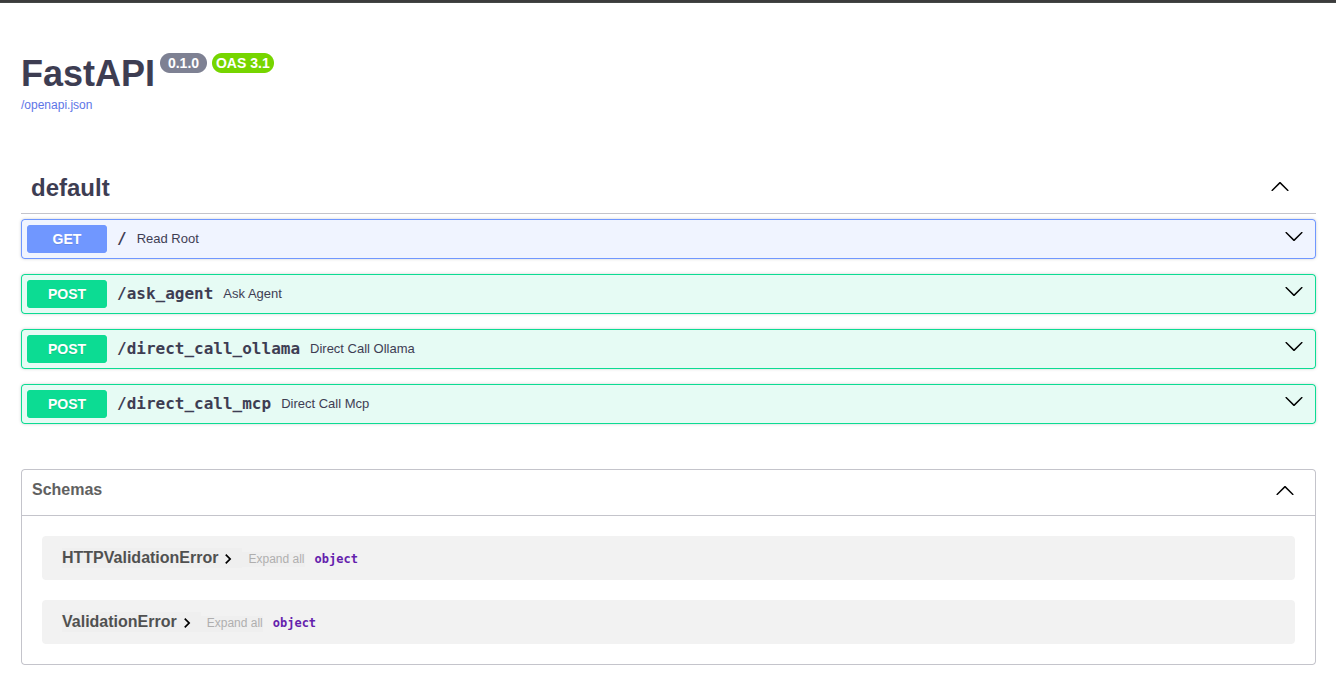 FastAPI 0.1.0 OAS 3.1
/openapi.json
default
GET / Read Root
POST /ask_agent Ask Agent
POST /direct_call_ollama Direct Call Ollama
POST /direct_call_mcp Direct Call Mcp
Schemas
HTTPValidationError Expand all object
ValidationError Expand all object